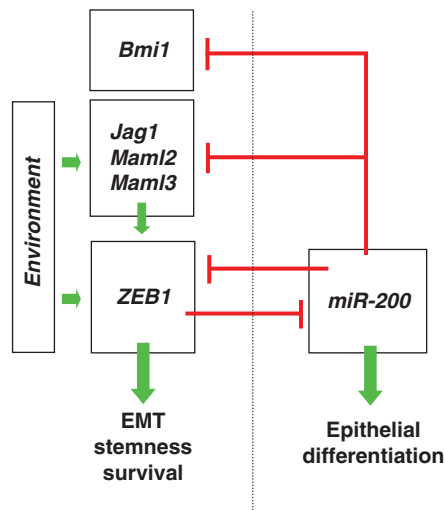 Bmi1
Environment
Jag1
Maml2
Maml3
ZEB1
miR-200
EMT
stemness
survival
Epithelial
differentiation